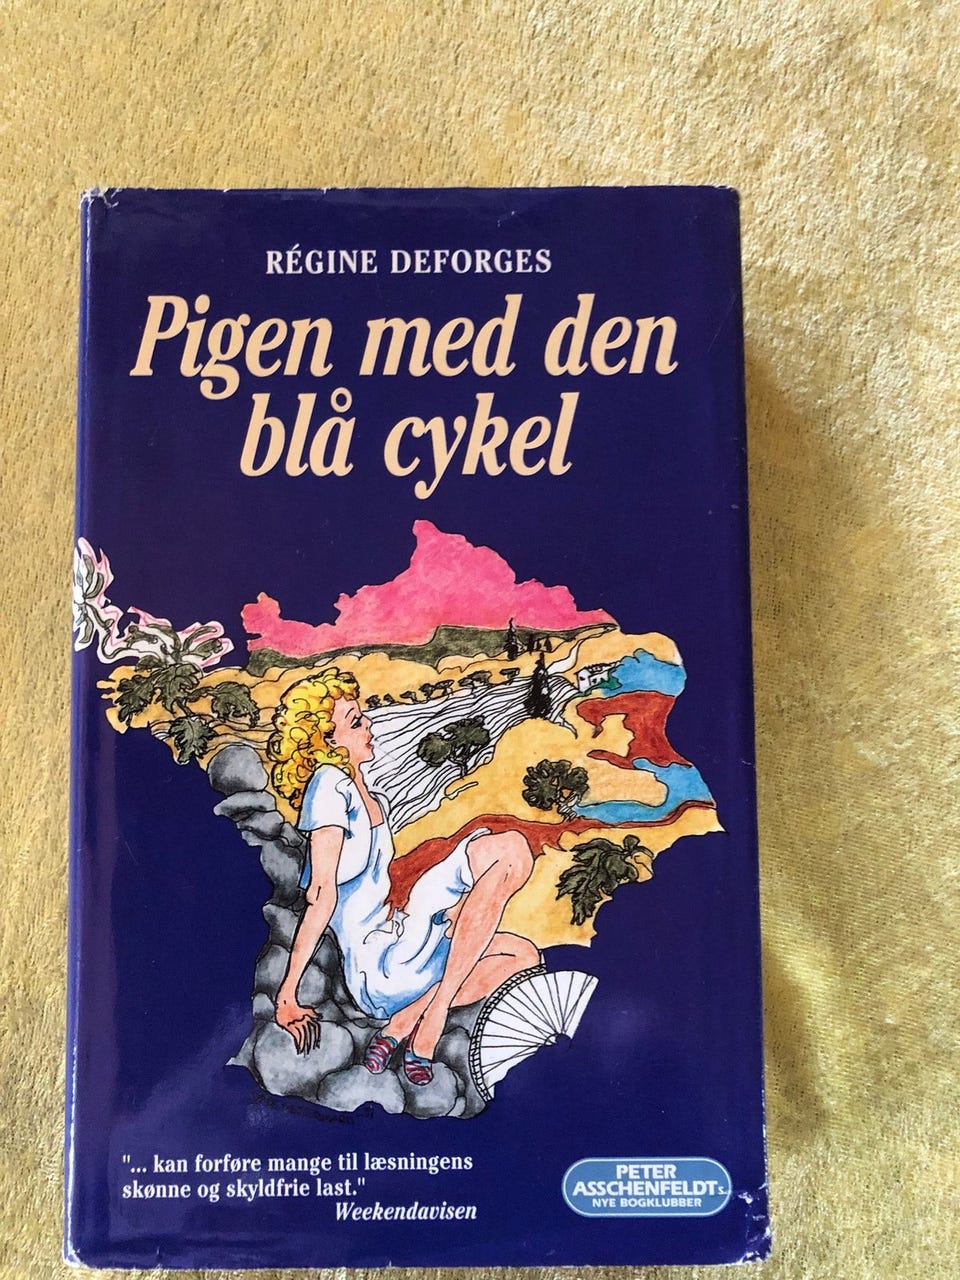 RÉGINE DEFORGES
Pigen med den
blå cykel
"... kan forføre mange til læsningens
skønne og skyldfrie last."
Weekendavisen
PETER
ASSCHENFELDTs
NYE BOGKLUBBER